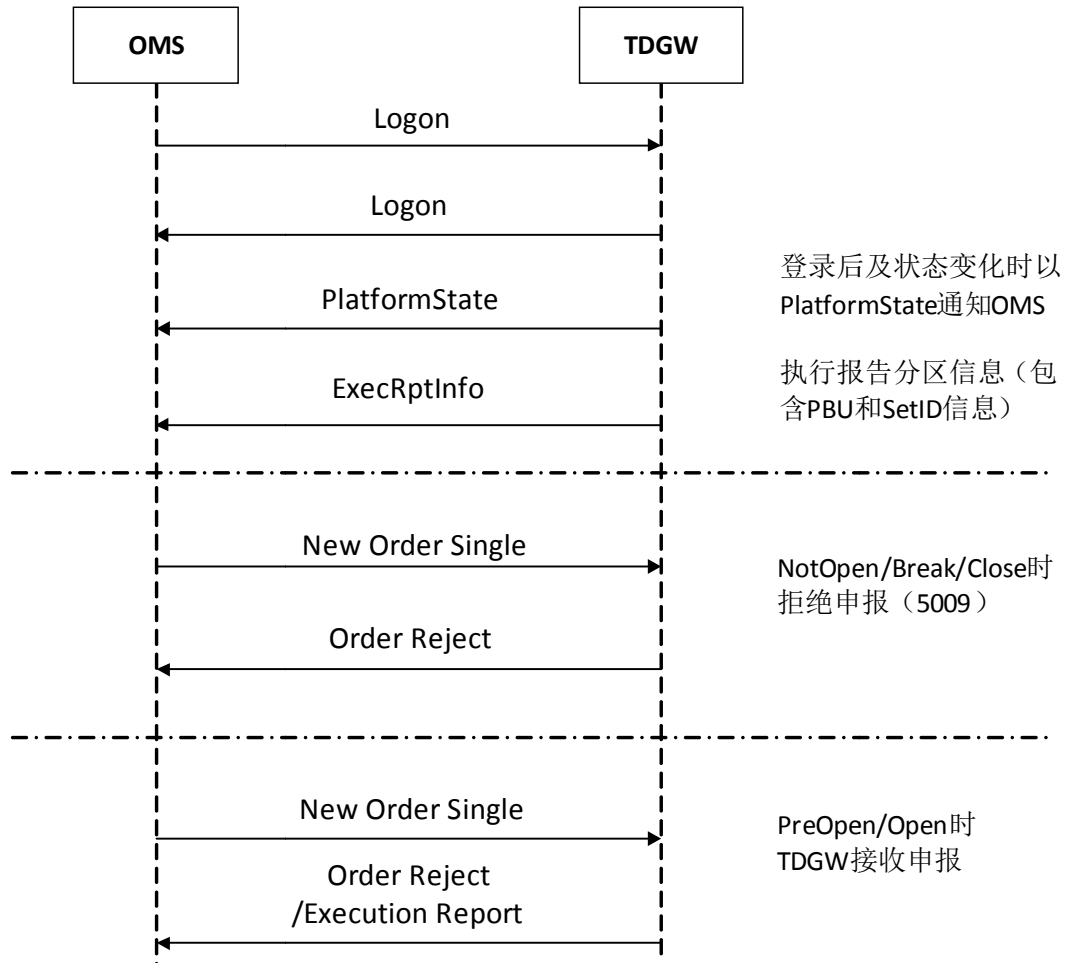 OMS
TDGW
Logon
Logon
登录后及状态变化时以
PlatformState通知OMS
PlatformState
执行报告分区信息（包
含PBU和SetID信息）
ExecRptInfo
New Order Single
NotOpen/Break/Close时
拒绝申报（5009）
Order Reject
New Order Single
PreOpen/Open时
TDGW接收申报
Order Reject
/Execution Report